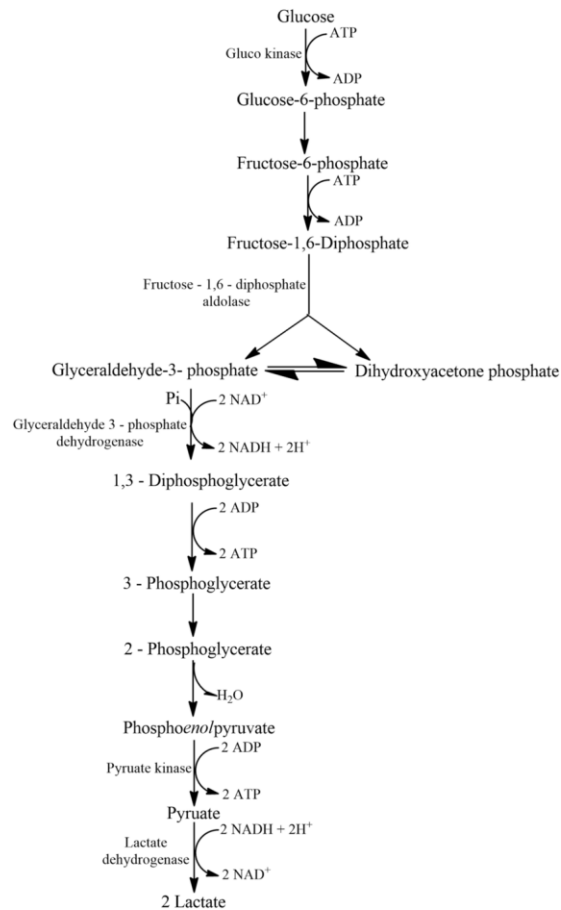 Glucose
ATP
Gluco kinase
ADP
Glucose-6-phosphate
Fructose-6-phosphate
ATP
ADP
Fructose-1,6-Diphosphate
Fructose - 1,6 - diphosphate
aldolase
Glyceraldehyde-3- phosphate
Dihydroxyacetone phosphate
Pi
2 NAD⁺
Glyceraldehyde 3 - phosphate
dehydrogenase
2 NADH + 2H⁺
1,3 - Diphosphoglycerate
2 ADP
2 ATP
3 - Phosphoglycerate
2 - Phosphoglycerate
H₂O
Phosphoenolpyruvate
2 ADP
Pyruate kinase
2 ATP
Pyruate
2 NADH + 2H⁺
Lactate
dehydrogenase
2 NAD⁺
2 Lactate